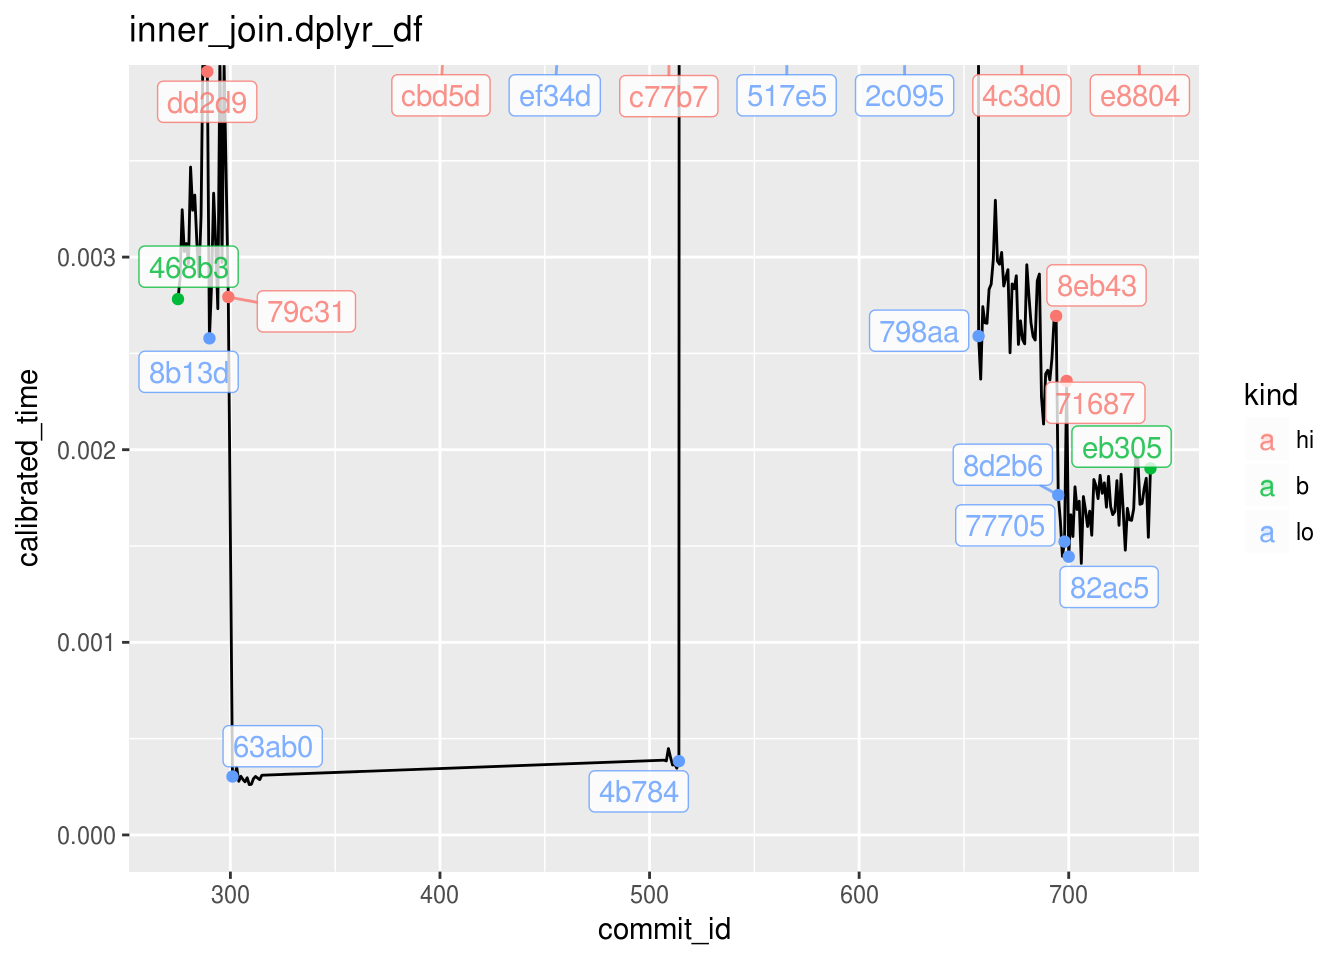 inner_join.dplyr_df
dd2d9
cbd5d
ef34d
c77b7
517e5
2c095
4c3d0
e8804
468b3
79c31
8b13d
8eb43
798aa
71687
eb305
8d2b6
77705
82ac5
63ab0
4b784
0.003
0.002
0.001
0.000
calibrated_time
300 400 500 600 700
commit_id
kind
a hi
a b
a lo